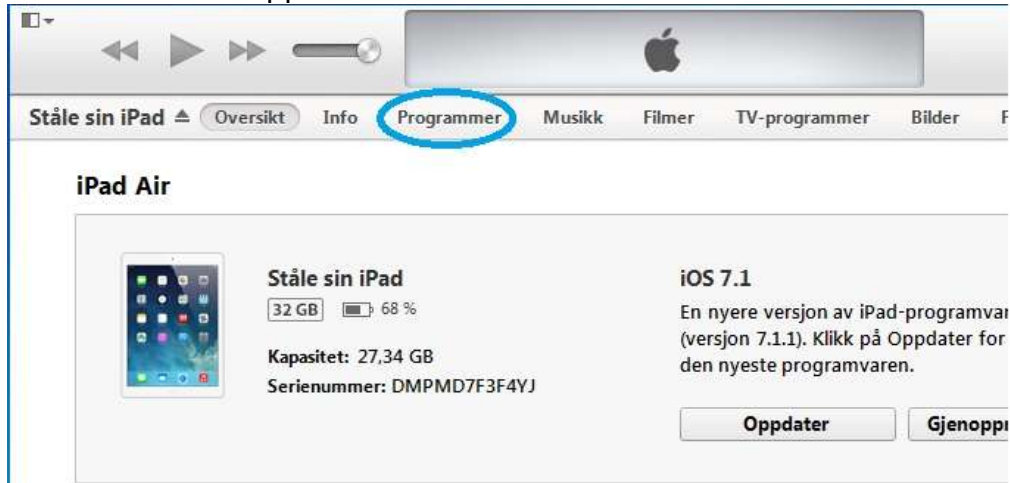 Ståle sin iPad Oversikt Info Programmer Musikk Filmer TV-programmer Bilder
iPad Air
Ståle sin iPad
32 GB 68 %
Kapasitet: 27,34 GB
Serienummer: DMPMD7F3F4YJ
iOS 7.1
En nyere versjon av iPad-programvar
(versjon 7.1.1). Klikk på Oppdater for
den nyeste programvaren.
Oppdater Gjenoppr